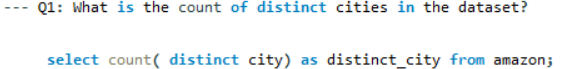 --- Q1: What is the count of distinct cities in the dataset?
select count( distinct city) as distinct_city from amazon;